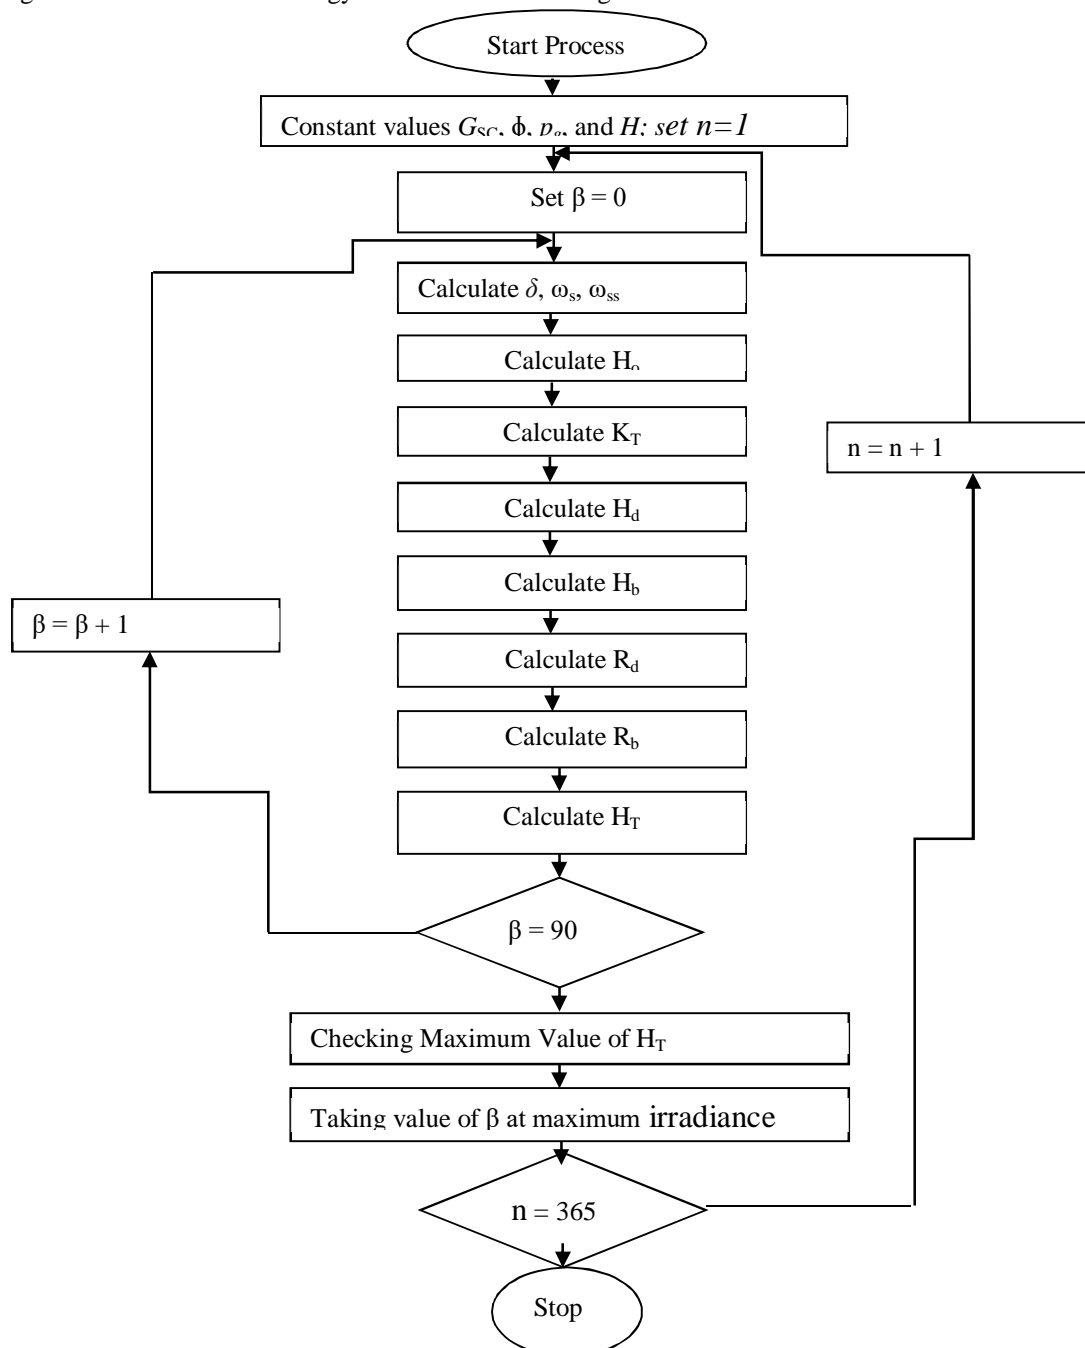 Start Process
Constant values G_SC, ϕ, p_g, and H; set n=1
Set β = 0
Calculate δ, ω_s, ω_ss
Calculate H_o
Calculate K_T
n = n + 1
Calculate H_d
Calculate H_b
β = β + 1
Calculate R_d
Calculate R_b
Calculate H_T
β = 90
Checking Maximum Value of H_T
Taking value of β at maximum irradiance
n = 365
Stop